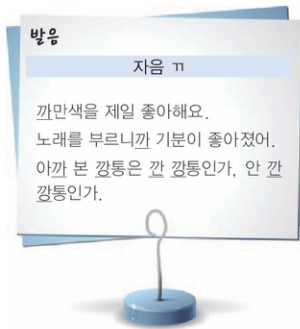 발음
자음 ㄲ
까만색을 제일 좋아해요.
노래를 부르니까 기분이 좋아졌어.
아까 본 깡통은 깐 깡통인가, 안 깐
깡통인가.